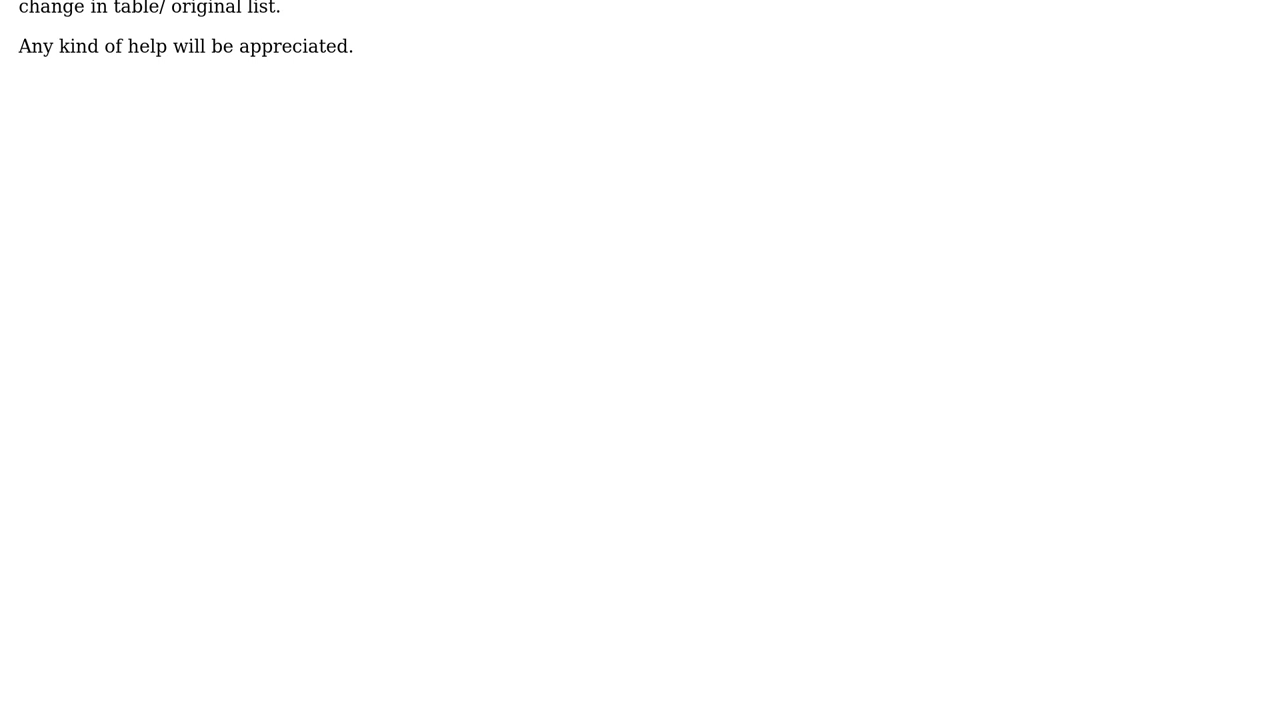 change in table/ original list.
Any kind of help will be appreciated.